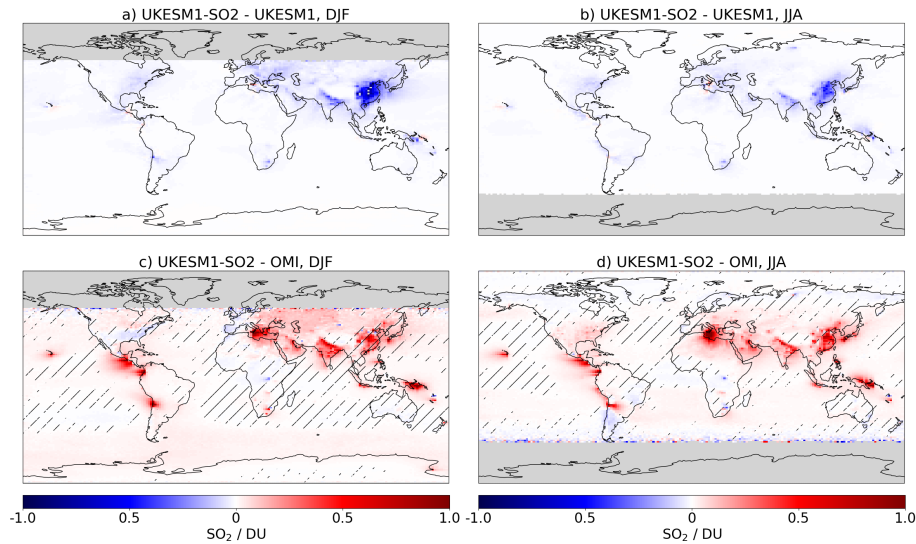 a) UKESM1-SO2 - UKESM1, DJF
b) UKESM1-SO2 - UKESM1, JJA
c) UKESM1-SO2 - OMI, DJF
d) UKESM1-SO2 - OMI, JJA
-1.0 0.5 0 0.5 1.0
SO₂ / DU
-1.0 0.5 0 0.5 1.0
SO₂ / DU